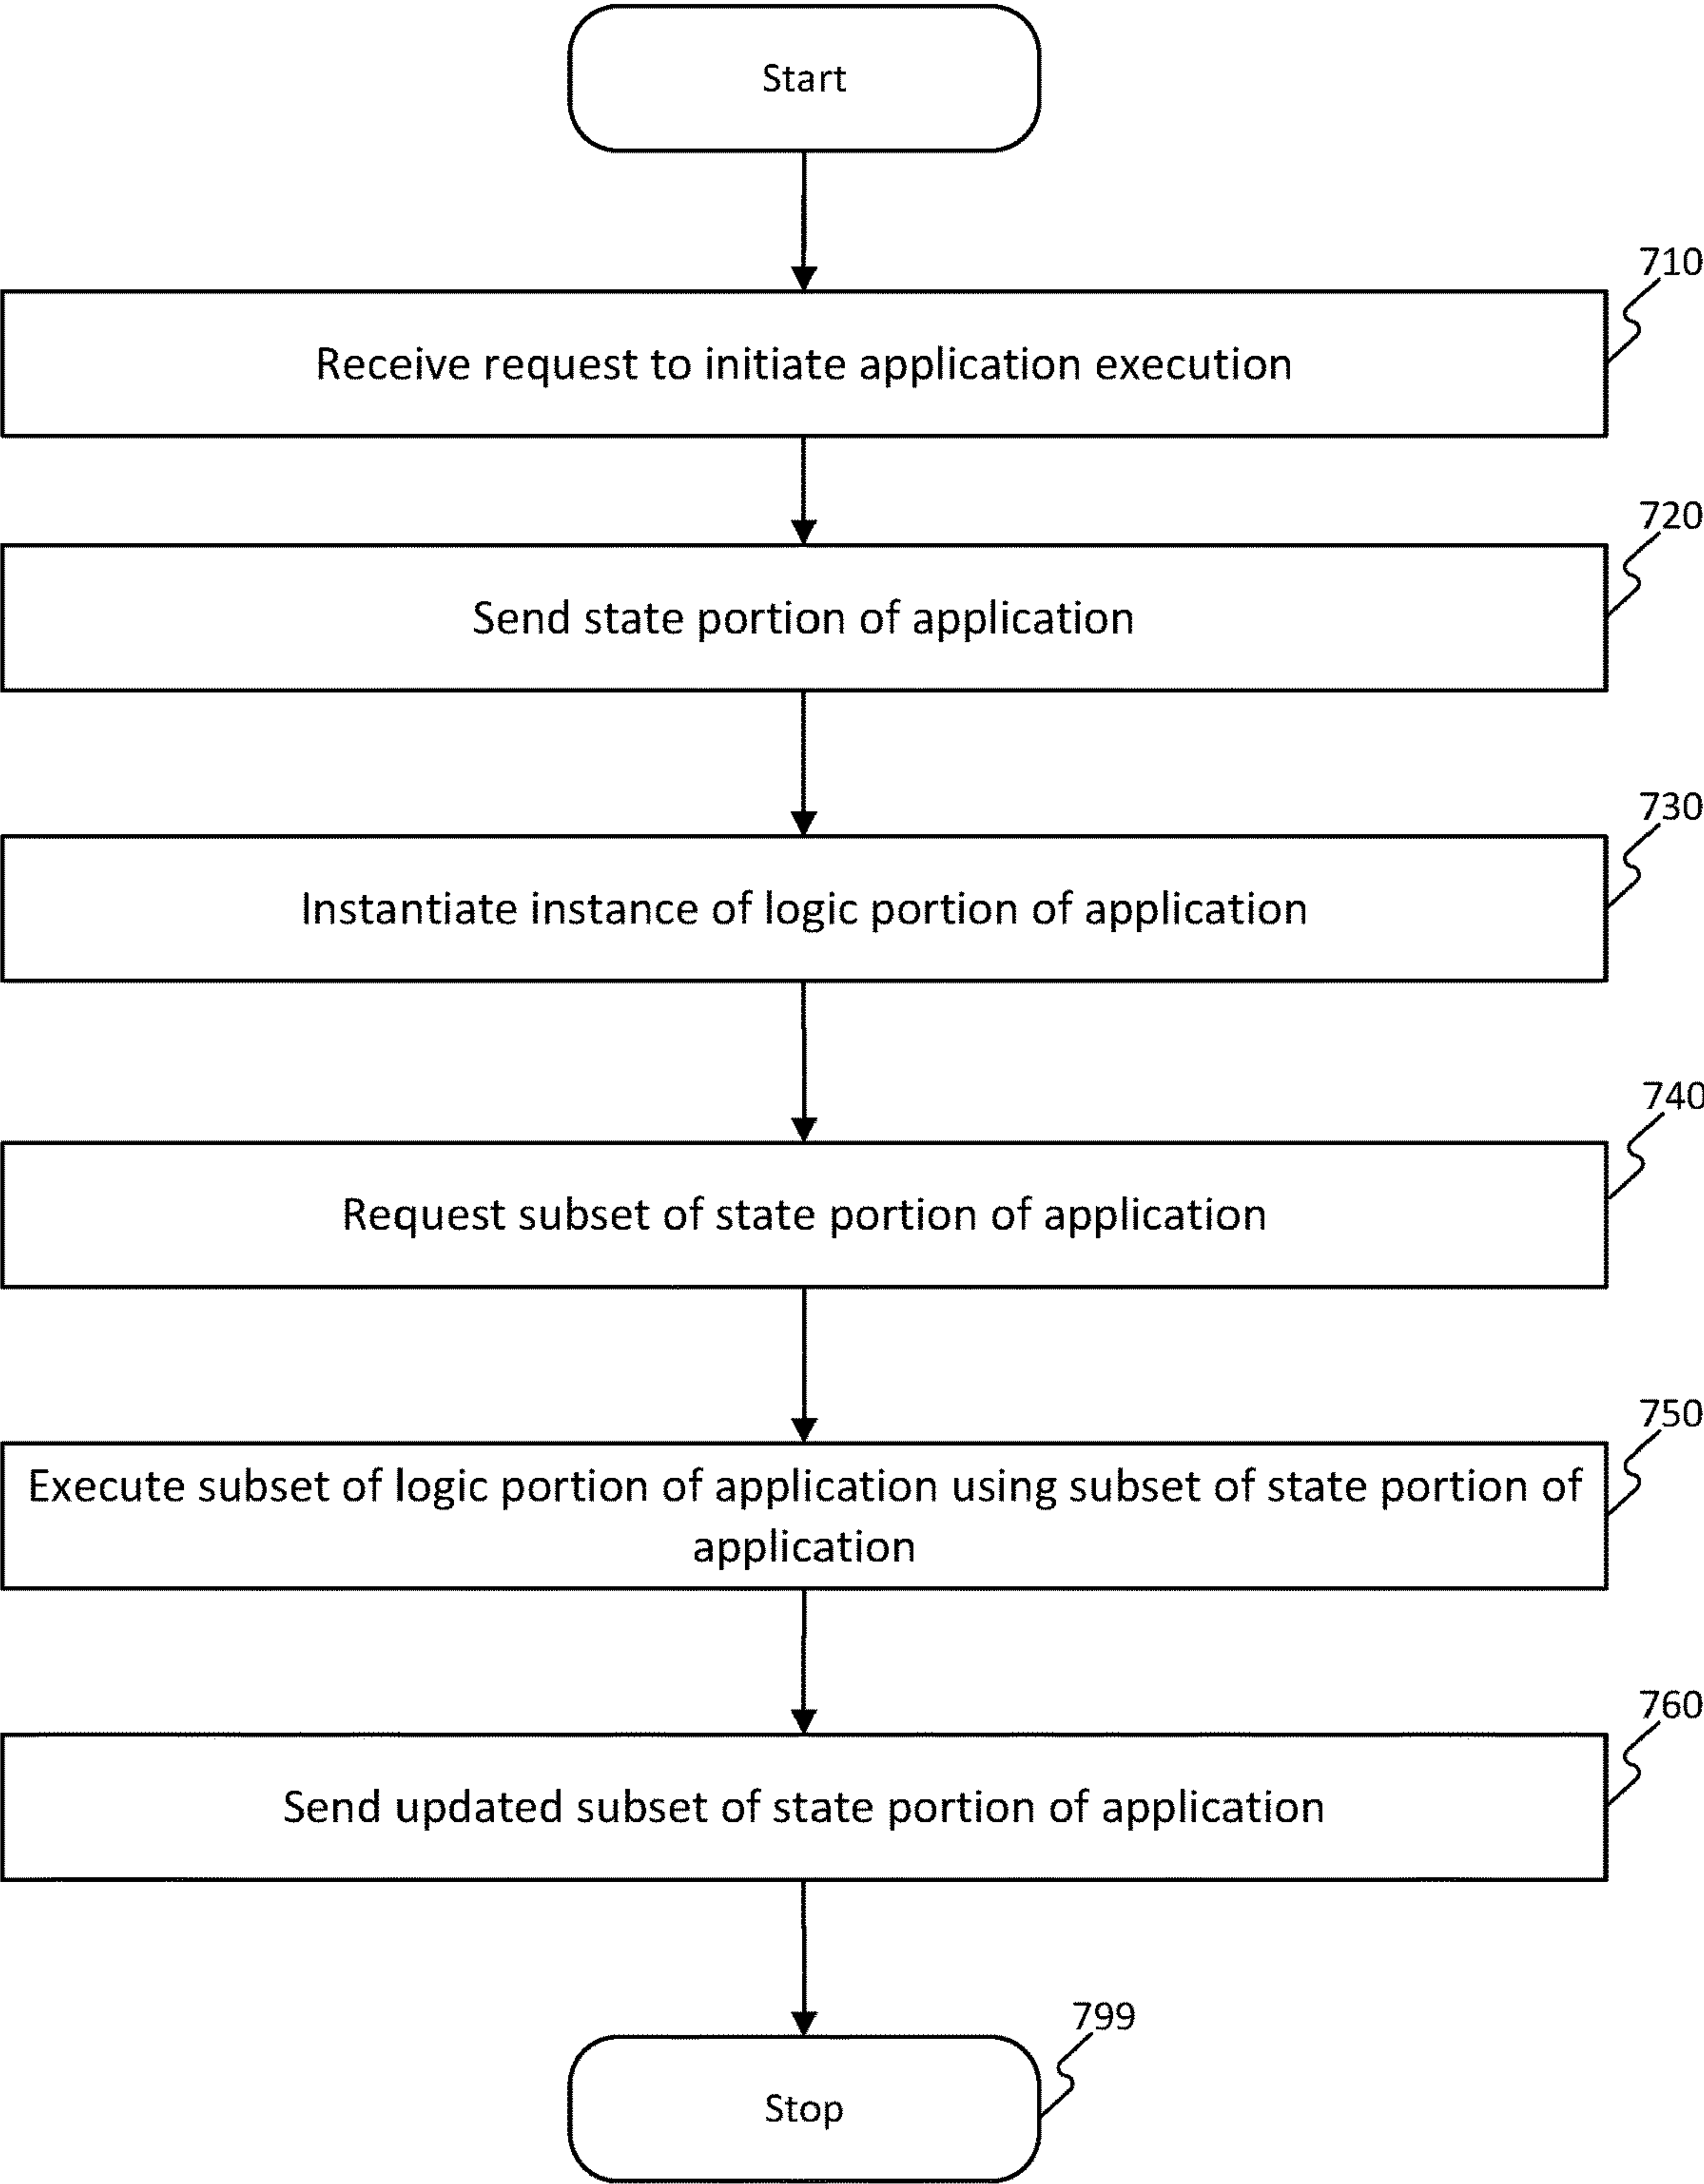 Start
710
Receive request to initiate application execution
720
Send state portion of application
730
Instantiate instance of logic portion of application
740
Request subset of state portion of application
750
Execute subset of logic portion of application using subset of state portion of
application
760
Send updated subset of state portion of application
799
Stop